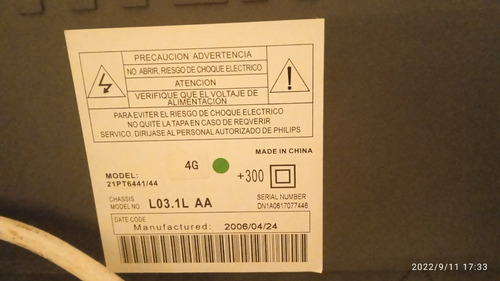 PRECAUCION ADVERTENCIA
NO ABRIR, RIESGO DE CHOQUE ELECTRICO
ATENCION
VERIFIQUE QUE EL VOLTAJE DE
ALIMENTACION
PARA EVITER EL RIESGO DE CHOQUE ELECTRICO
NO QUITE LA TAPA EN CASO DE REQVERIR
SERVICO. DIRIJASE AL PERSONAL AUTORIZADO DE PHILIPS
MADE IN CHINA
4G
MODEL:
21PT6441/44
+300
CHASSIS
MODEL NO.
L03.1L AA
SERIAL NUMBER
DN1A0617077446
DATE CODE
Manufactured: 2006/04/24
2022/9/11 17:33